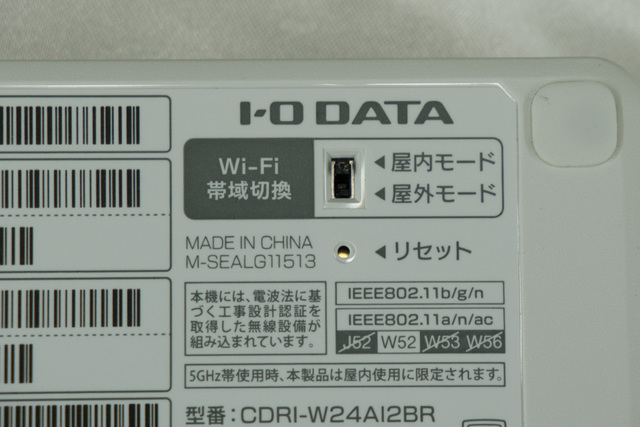 I-O DATA
Wi-Fi
帯域切換
◀屋内モード
◀屋外モード
MADE IN CHINA
M-SEALG11513
◀リセット
本機には、電波法に基
づく工事設計認証を
取得した無線設備が
組み込まれています。
IEEE802.11b/g/n
IEEE802.11a/n/ac
J52 W52 W53 W56
5GHz帯使用時、本製品は屋内使用に限定されます。
型番:CDRI-W24AI2BR